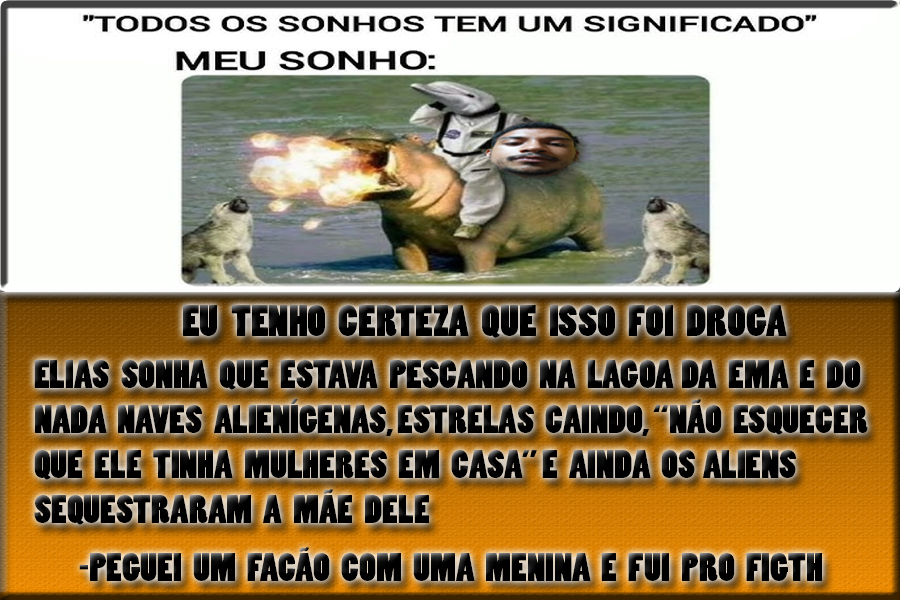 "TODOS OS SONHOS TEM UM SIGNIFICADO"
MEU SONHO:
EU TENHO CERTEZA QUE ISSO FOI DROGA
ELIAS SONHA QUE ESTAVA PESCANDO NA LAGOA DA EMA E DO
NADA NAVES ALIENÍGENAS, ESTRELAS CAINDO, “NÃO ESQUECER
QUE ELE TINHA MULHERES EM CASA” E AINDA OS ALIENS
SEQUESTRARAM A MÃE DELE
-PEGUEI UM FACÃO COM UMA MENINA E FUI PRO FIGTH